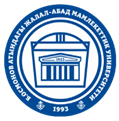 Б.ОСМОНОВ АТЫНДАГЫ ЖАЛАЛ-АБАД МАМЛЕКЕТТИК УНИВЕРСИТЕТИ
1993